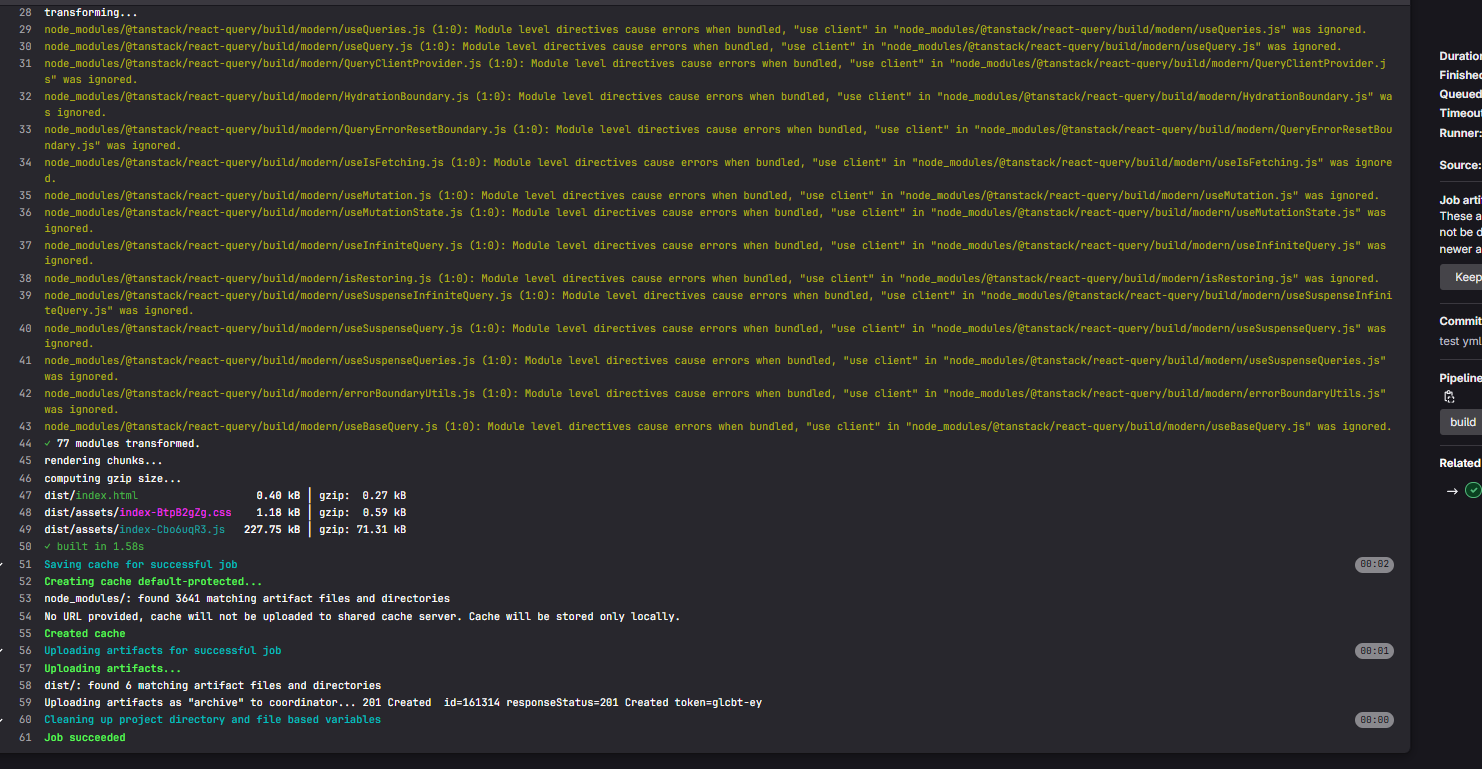 28 transforming...
29 node_modules/@tanstack/react-query/build/modern/useQueries.js (1:0): Module level directives cause errors when bundled, "use client" in "node_modules/@tanstack/react-query/build/modern/useQueries.js" was ignored.
30 node_modules/@tanstack/react-query/build/modern/useQuery.js (1:0): Module level directives cause errors when bundled, "use client" in "node_modules/@tanstack/react-query/build/modern/useQuery.js" was ignored.
31 node_modules/@tanstack/react-query/build/modern/QueryClientProvider.js (1:0): Module level directives cause errors when bundled, "use client" in "node_modules/@tanstack/react-query/build/modern/QueryClientProvider.j
s" was ignored.
32 node_modules/@tanstack/react-query/build/modern/HydrationBoundary.js (1:0): Module level directives cause errors when bundled, "use client" in "node_modules/@tanstack/react-query/build/modern/HydrationBoundary.js" wa
s ignored.
33 node_modules/@tanstack/react-query/build/modern/QueryErrorResetBoundary.js (1:0): Module level directives cause errors when bundled, "use client" in "node_modules/@tanstack/react-query/build/modern/QueryErrorResetBou
ndary.js" was ignored.
34 node_modules/@tanstack/react-query/build/modern/useIsFetching.js (1:0): Module level directives cause errors when bundled, "use client" in "node_modules/@tanstack/react-query/build/modern/useIsFetching.js" was ignore
d.
35 node_modules/@tanstack/react-query/build/modern/useMutation.js (1:0): Module level directives cause errors when bundled, "use client" in "node_modules/@tanstack/react-query/build/modern/useMutation.js" was ignored.
36 node_modules/@tanstack/react-query/build/modern/useMutationState.js (1:0): Module level directives cause errors when bundled, "use client" in "node_modules/@tanstack/react-query/build/modern/useMutationState.js" was
ignored.
37 node_modules/@tanstack/react-query/build/modern/useInfiniteQuery.js (1:0): Module level directives cause errors when bundled, "use client" in "node_modules/@tanstack/react-query/build/modern/useInfiniteQuery.js" was
ignored.
38 node_modules/@tanstack/react-query/build/modern/isRestoring.js (1:0): Module level directives cause errors when bundled, "use client" in "node_modules/@tanstack/react-query/build/modern/isRestoring.js" was ignored.
39 node_modules/@tanstack/react-query/build/modern/useSuspenseInfiniteQuery.js (1:0): Module level directives cause errors when bundled, "use client" in "node_modules/@tanstack/react-query/build/modern/useSuspenseInfini
teQuery.js" was ignored.
40 node_modules/@tanstack/react-query/build/modern/useSuspenseQuery.js (1:0): Module level directives cause errors when bundled, "use client" in "node_modules/@tanstack/react-query/build/modern/useSuspenseQuery.js" was
ignored.
41 node_modules/@tanstack/react-query/build/modern/useSuspenseQueries.js (1:0): Module level directives cause errors when bundled, "use client" in "node_modules/@tanstack/react-query/build/modern/useSuspenseQueries.js"
was ignored.
42 node_modules/@tanstack/react-query/build/modern/errorBoundaryUtils.js (1:0): Module level directives cause errors when bundled, "use client" in "node_modules/@tanstack/react-query/build/modern/errorBoundaryUtils.js"
was ignored.
43 node_modules/@tanstack/react-query/build/modern/useBaseQuery.js (1:0): Module level directives cause errors when bundled, "use client" in "node_modules/@tanstack/react-query/build/modern/useBaseQuery.js" was ignored.
44 ✓ 77 modules transformed.
45 rendering chunks...
46 computing gzip size...
47 dist/index.html 0.40 kB │ gzip: 0.27 kB
48 dist/assets/index-BtpB2gZg.css 1.18 kB │ gzip: 0.59 kB
49 dist/assets/index-Cbo6uqR3.js 227.75 kB │ gzip: 71.31 kB
50 ✓ built in 1.58s
51 Saving cache for successful job 00:02
52 Creating cache default-protected...
53 node_modules/: found 3641 matching artifact files and directories
54 No URL provided, cache will not be uploaded to shared cache server. Cache will be stored only locally.
55 Created cache
56 Uploading artifacts for successful job 00:01
57 Uploading artifacts...
58 dist/: found 6 matching artifact files and directories
59 Uploading artifacts as "archive" to coordinator... 201 Created id=161314 responseStatus=201 Created token=glcbt-ey
60 Cleaning up project directory and file based variables 00:00
61 Job succeeded
Duration
Finished
Queued
Timeout
Runner:
Source:
Job arti
These a
not be d
newer a
Keep
Commit
test yml
Pipeline
build
Related
→